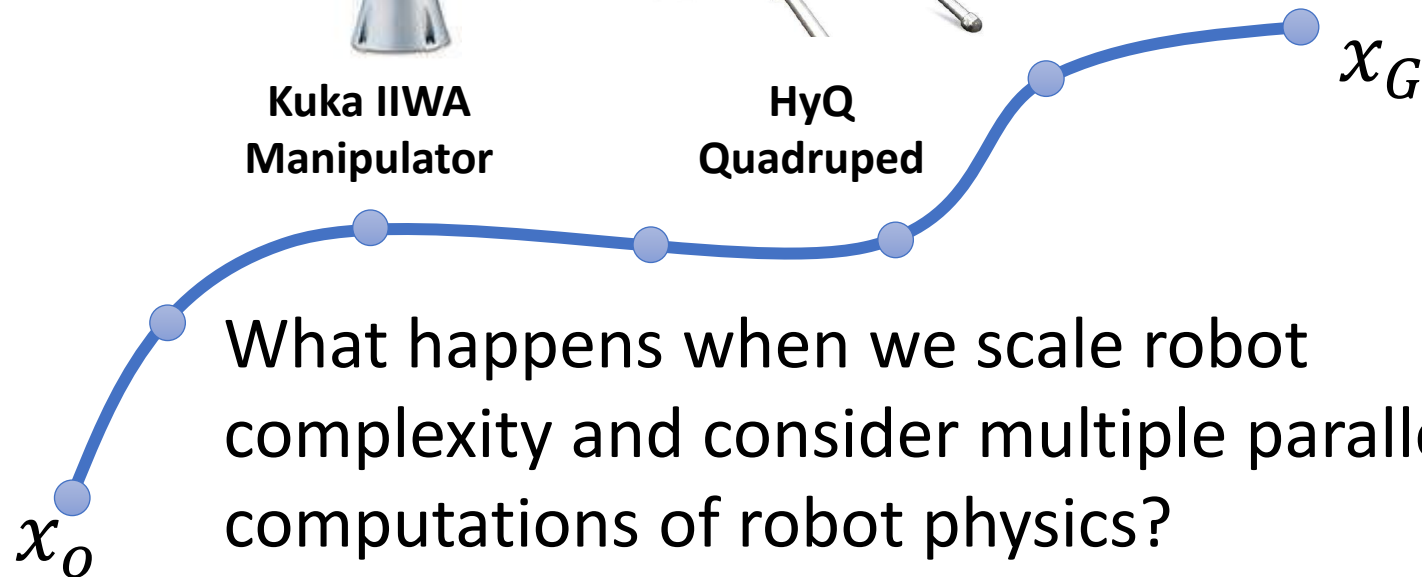 x_G
Kuka IIWA
Manipulator
HyQ
Quadruped
What happens when we scale robot
complexity and consider multiple
computations of robot physics?
x_o